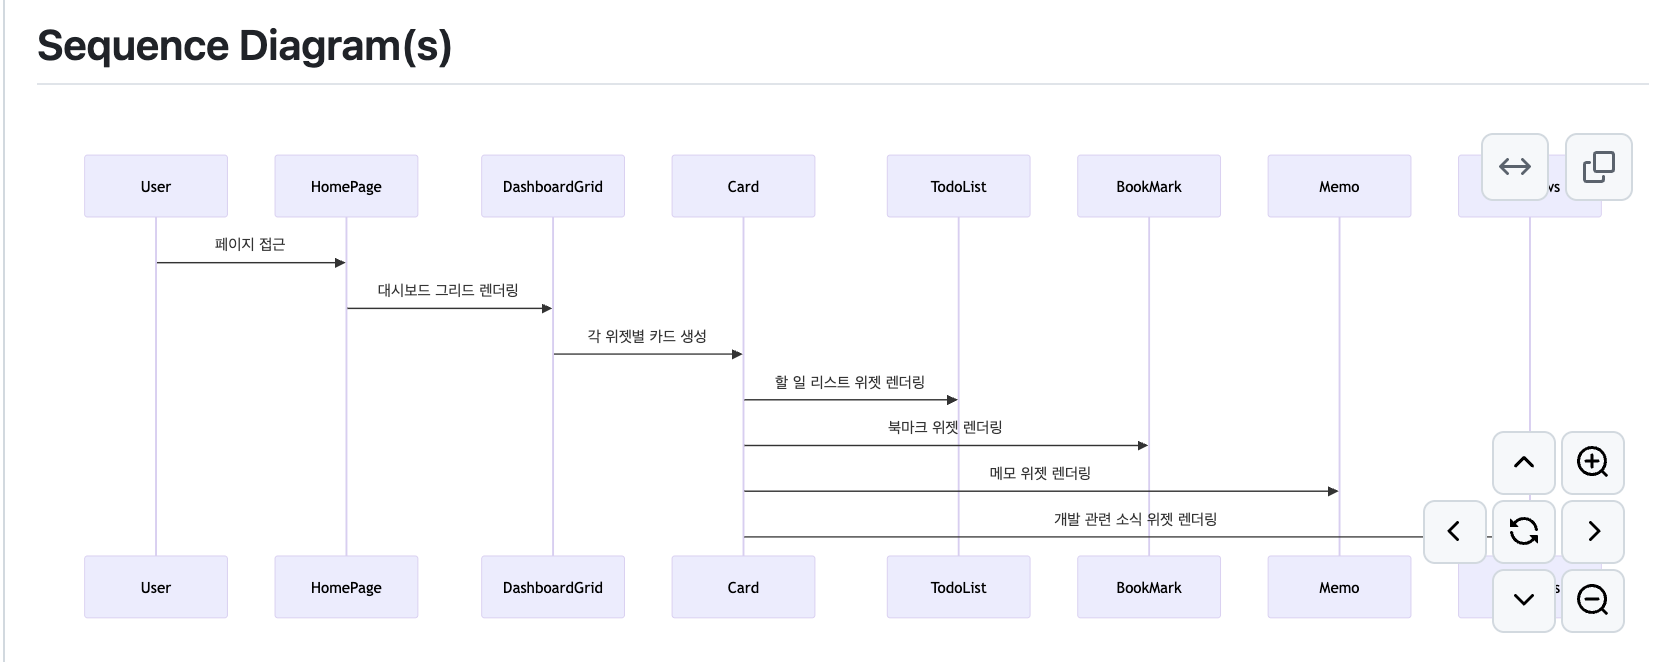 Sequence Diagram(s)
User
HomePage
DashboardGrid
Card
TodoList
BookMark
Memo
페이지 접근
대시보드 그리드 렌더링
각 위젯별 카드 생성
할 일 리스트 위젯 렌더링
북마크 위젯 렌더링
메모 위젯 렌더링
개발 관련 소식 위젯 렌더링
User
HomePage
DashboardGrid
Card
TodoList
BookMark
Memo